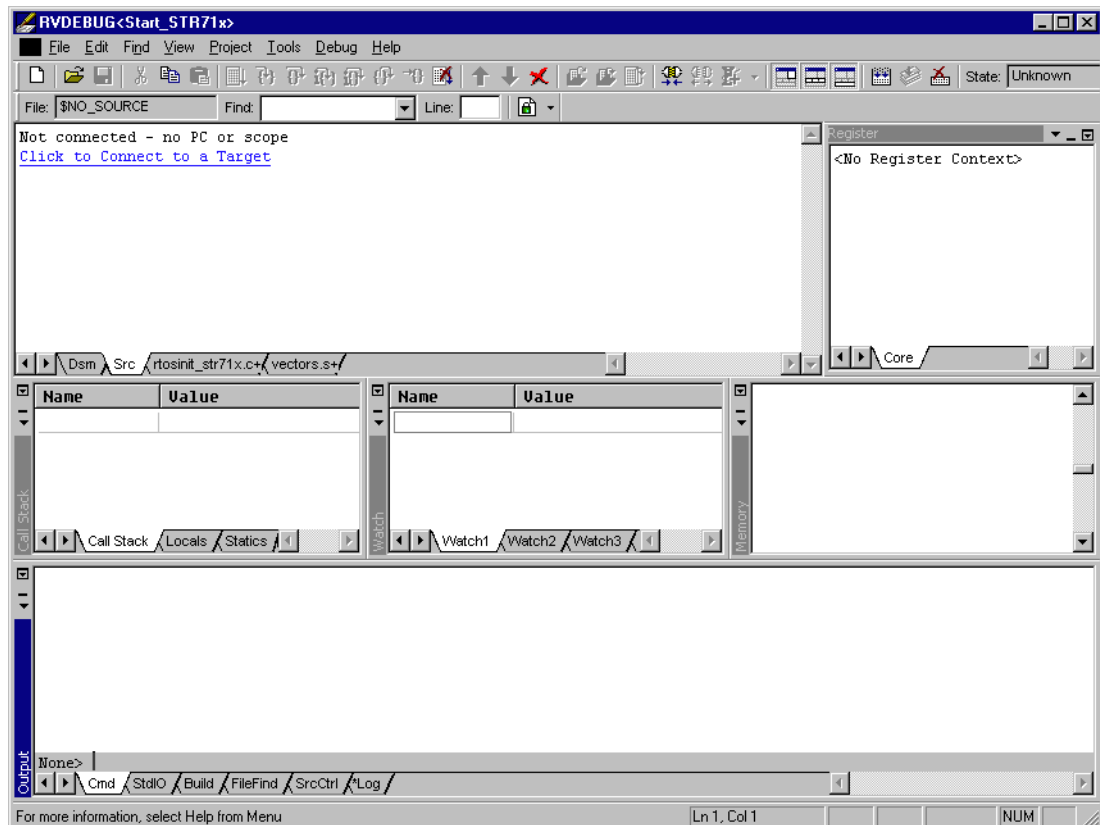 RVDEBUG<Start_STR71x>
File Edit Find View Project Tools Debug Help
State: Unknown
File: $NO_SOURCE Find: Line:
Not connected - no PC or scope
Click to Connect to a Target
Register
<No Register Context>
Dsm Src rtosinit_str71x.c+ vectors.s+
Core
Name Value
Name Value
Call Stack
Watch
Memory
Call Stack Locals Statics
Watch1 Watch2 Watch3
Output
None>
Cmd StdIO Build FileFind SrcCtrl *Log
For more information, select Help from Menu
Ln 1, Col 1
NUM